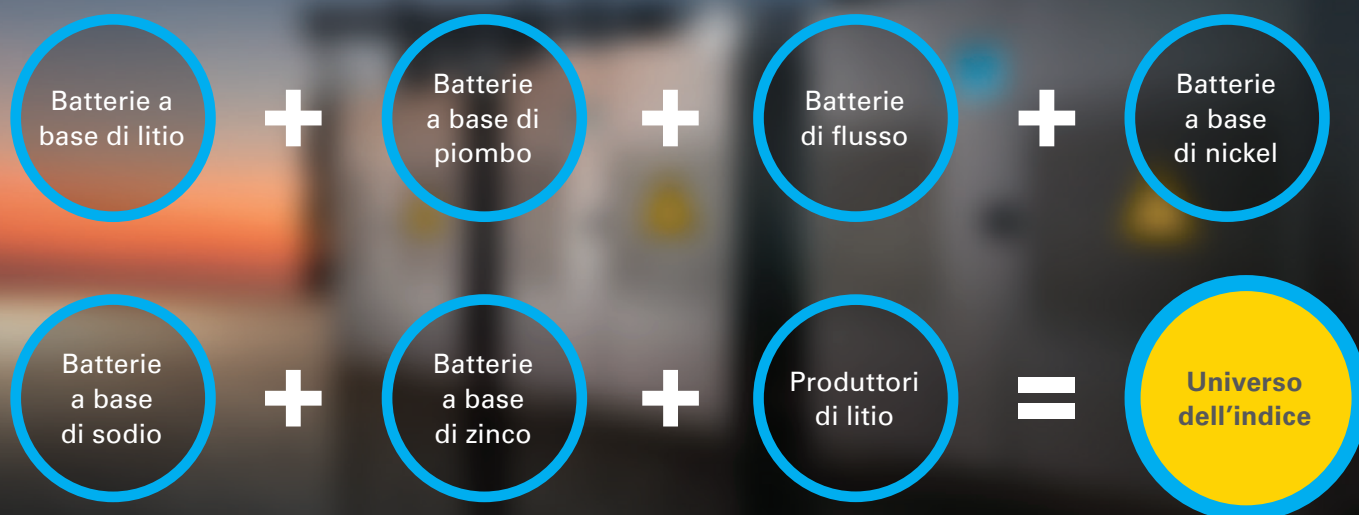 Batterie a
base di litio
+
Batterie
a base di
piombo
+
Batterie
di flusso
+
Batterie
a base
di nickel
Batterie
a base
di sodio
+
Batterie
a base
di zinco
+
Produttori
di litio
=
Universo
dell’indice